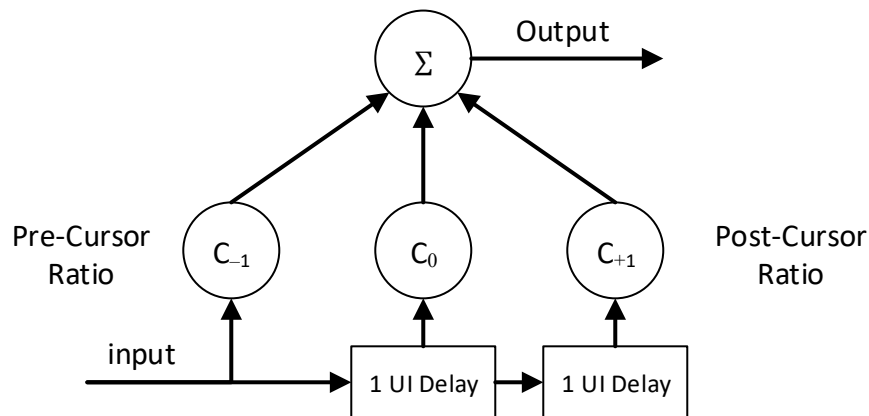 Output
Σ
Pre-Cursor
Ratio
C₋₁
C₀
C₊₁
Post-Cursor
Ratio
input
1 UI Delay
1 UI Delay